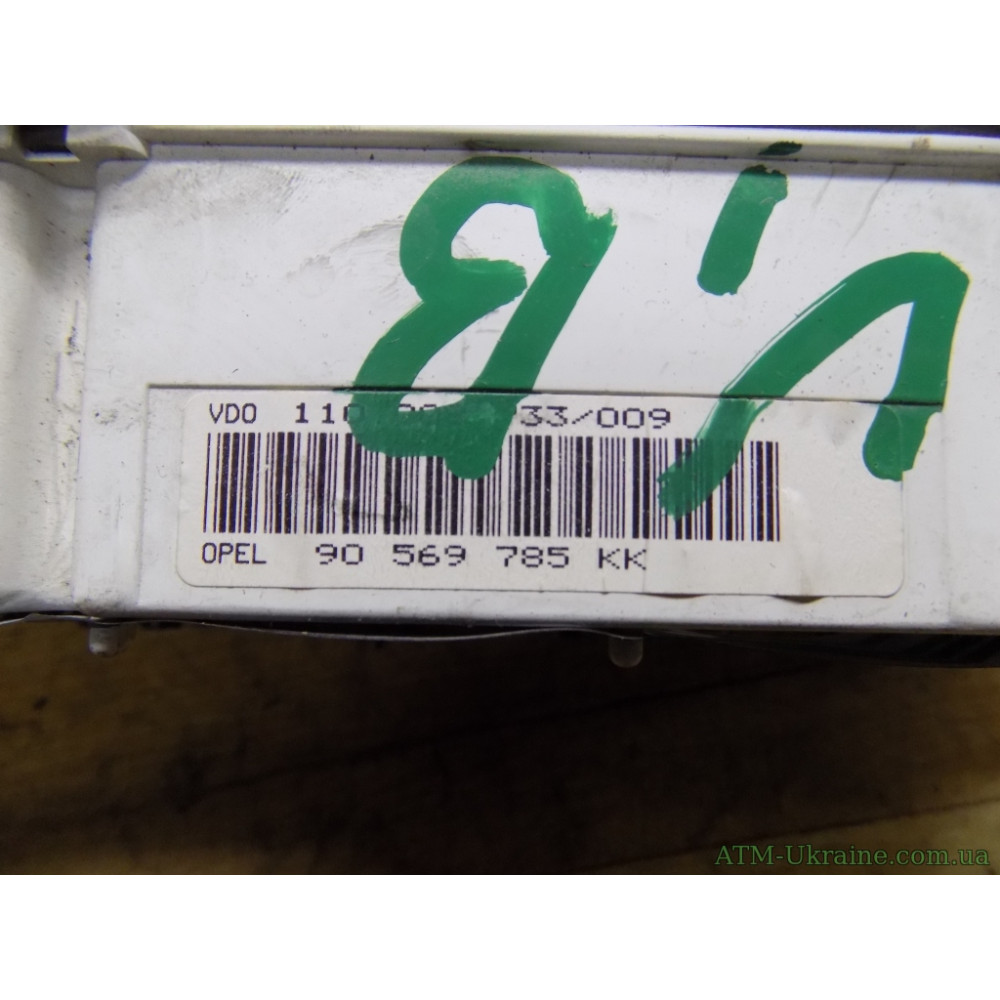 VDO 33/009
OPEL 90 569 785 KK
ATM-Ukraine.com.ua